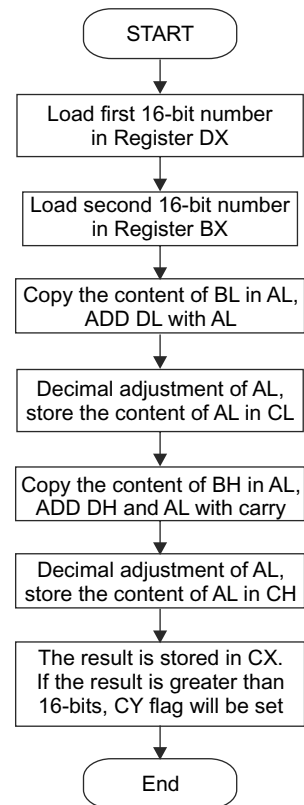 START
Load first 16-bit number
in Register DX
Load second 16-bit number
in Register BX
Copy the content of BL in AL,
ADD DL with AL
Decimal adjustment of AL,
store the content of AL in CL
Copy the content of BH in AL,
ADD DH and AL with carry
Decimal adjustment of AL,
store the content of AL in CH
The result is stored in CX.
If the result is greater than
16-bits, CY flag will be set
End